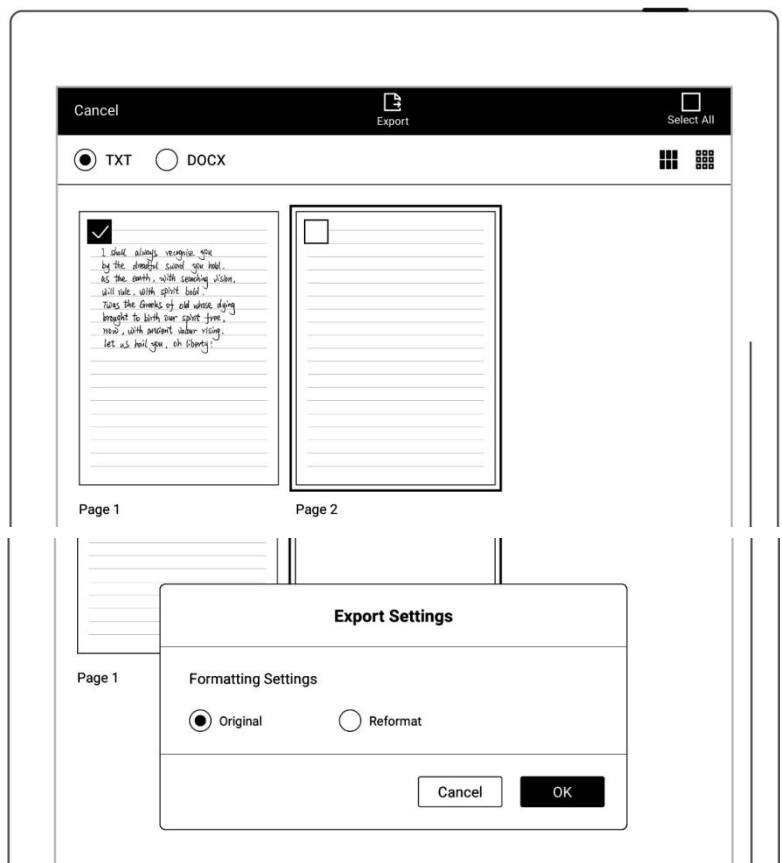 Cancel
Export
Select All
TXT
DOCX
I shall always recognise you
by the dreadful sword you hold,
as the earth, with searching vision,
will rule, with spirit bold.
Twas the Greeks of old whose dying
brought to birth our spirit free,
now, with ancient valour rising,
let us hail you, oh liberty!
Page 1
Page 2
Export Settings
Page 1
Formatting Settings
Original
Reformat
Cancel
OK